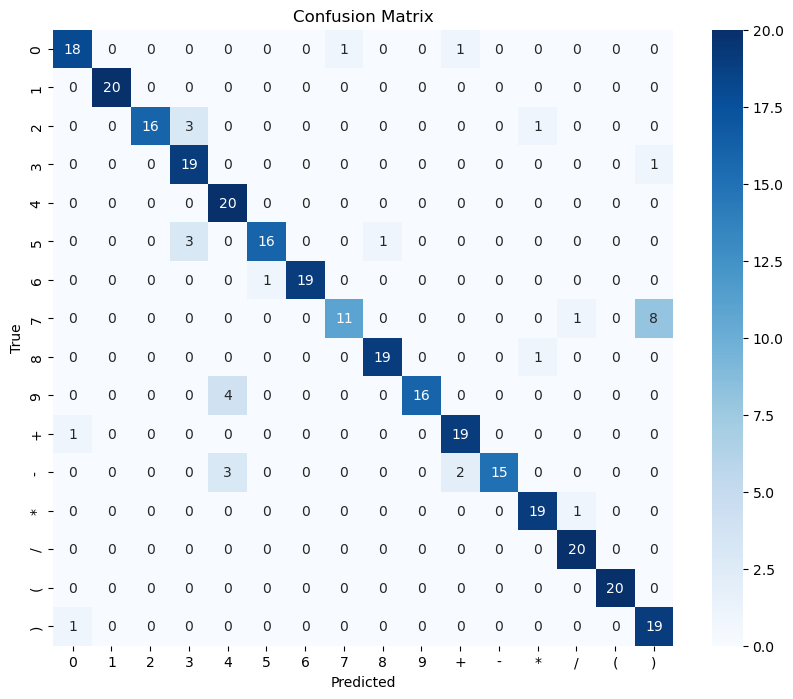 Confusion Matrix
0 18 0 0 0 0 0 0 1 0 0 1 0 0 0 0 0
1 0 20 0 0 0 0 0 0 0 0 0 0 0 0 0 0
2 0 0 16 3 0 0 0 0 0 0 0 0 1 0 0 0
3 0 0 0 19 0 0 0 0 0 0 0 0 0 0 0 1
4 0 0 0 0 20 0 0 0 0 0 0 0 0 0 0 0
5 0 0 0 3 0 16 0 0 1 0 0 0 0 0 0 0
6 0 0 0 0 0 1 19 0 0 0 0 0 0 0 0 0
7 0 0 0 0 0 0 0 11 0 0 0 0 0 1 0 8
8 0 0 0 0 0 0 0 0 19 0 0 0 1 0 0 0
9 0 0 0 0 4 0 0 0 0 16 0 0 0 0 0 0
+ 1 0 0 0 0 0 0 0 0 0 19 0 0 0 0 0
- 0 0 0 0 3 0 0 0 0 0 2 15 0 0 0 0
* 0 0 0 0 0 0 0 0 0 0 0 0 19 1 0 0
/ 0 0 0 0 0 0 0 0 0 0 0 0 0 20 0 0
( 0 0 0 0 0 0 0 0 0 0 0 0 0 0 20 0
) 1 0 0 0 0 0 0 0 0 0 0 0 0 0 0 19
0 1 2 3 4 5 6 7 8 9 + - * / ( )
Predicted
True
20.0
17.5
15.0
12.5
10.0
7.5
5.0
2.5
0.0